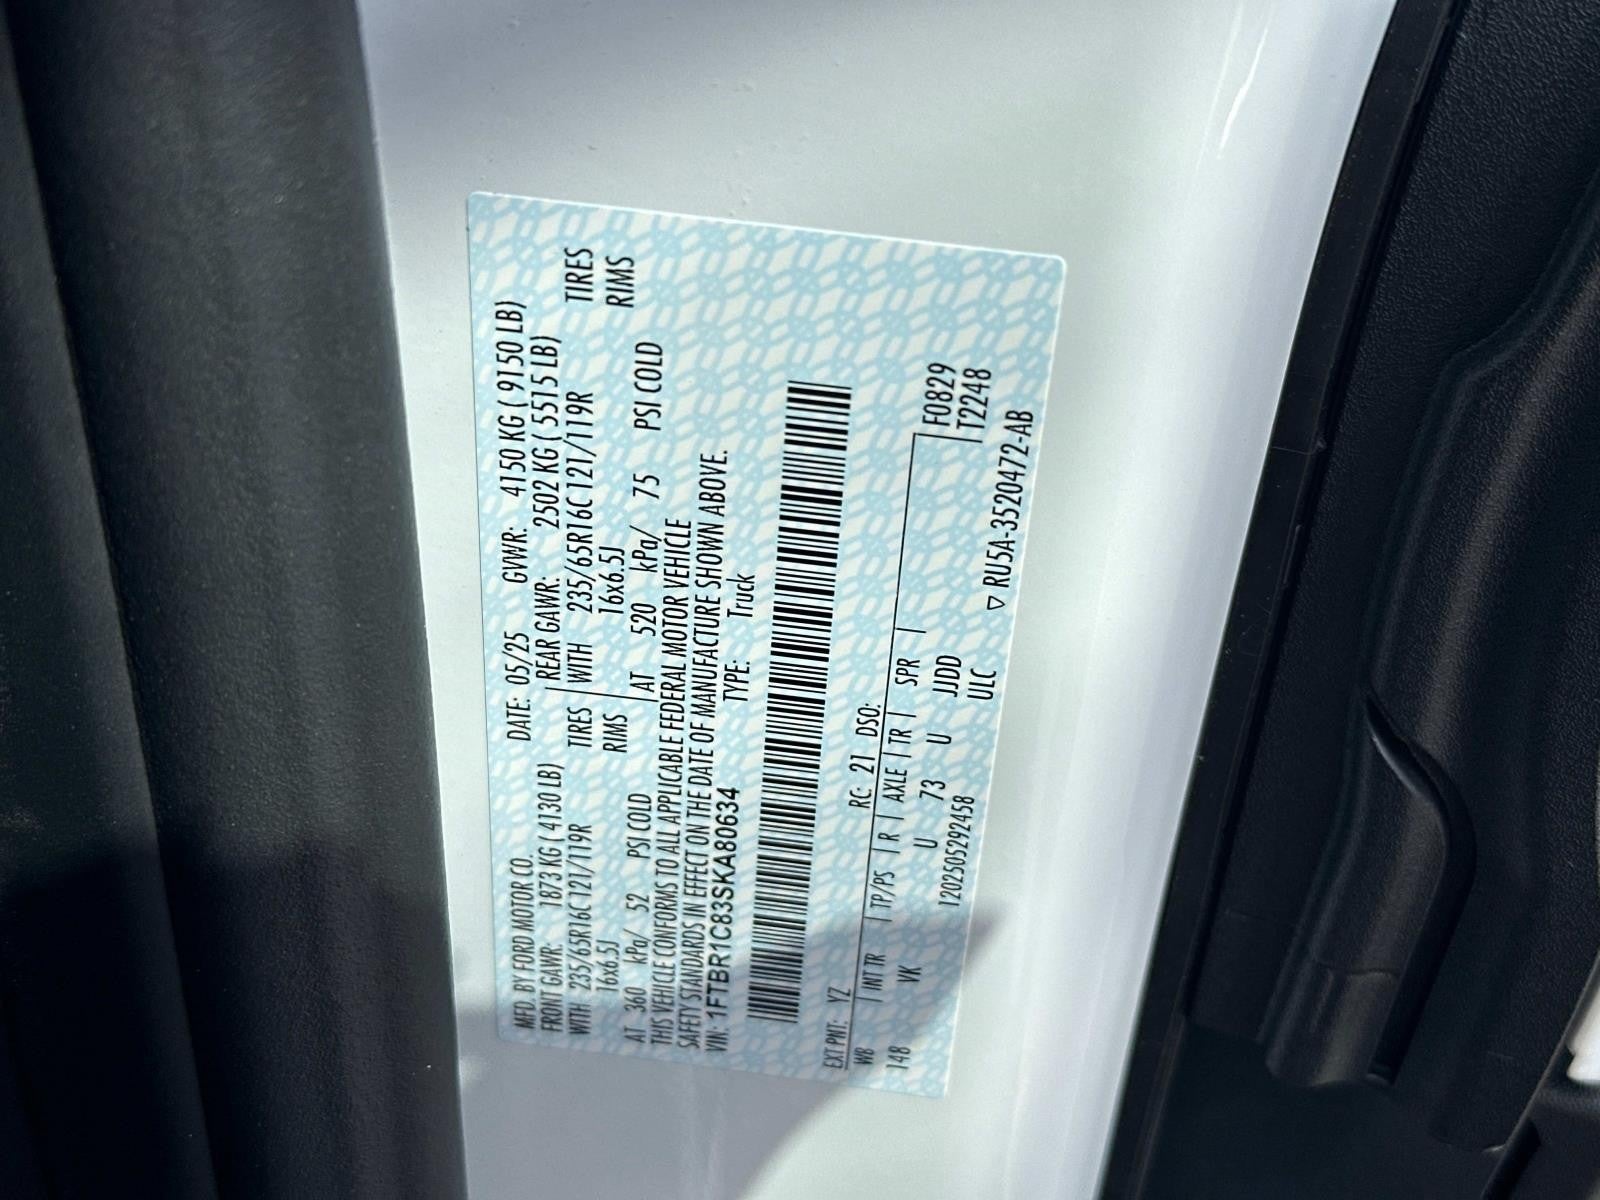 MFD. BY FORD MOTOR CO. DATE: 05/25 GVWR: 4150 KG ( 9150 LB)
FRONT GAWR: 1873 KG ( 4130 LB) REAR GAWR: 2502 KG ( 5515 LB)
WITH 235/65R16C 121/119R TIRES WITH 235/65R16C 121/119R TIRES
16x6.5J RIMS 16x6.5J RIMS
AT 360 kPa/ 52 PSI COLD AT 520 kPa/ 75 PSI COLD
THIS VEHICLE CONFORMS TO ALL APPLICABLE FEDERAL MOTOR VEHICLE
SAFETY STANDARDS IN EFFECT ON THE DATE OF MANUFACTURE SHOWN ABOVE.
VIN: 1FTBR1C83SKA80634 TYPE: Truck
EXT PNT: YZ RC: 21 DSO:
WB INT TR TP/PS R AXLE TR SPR F0829
148 VK U 73 U JJDD T2248
12025052924​58 ULC
▽ RU5A-3520472-AB